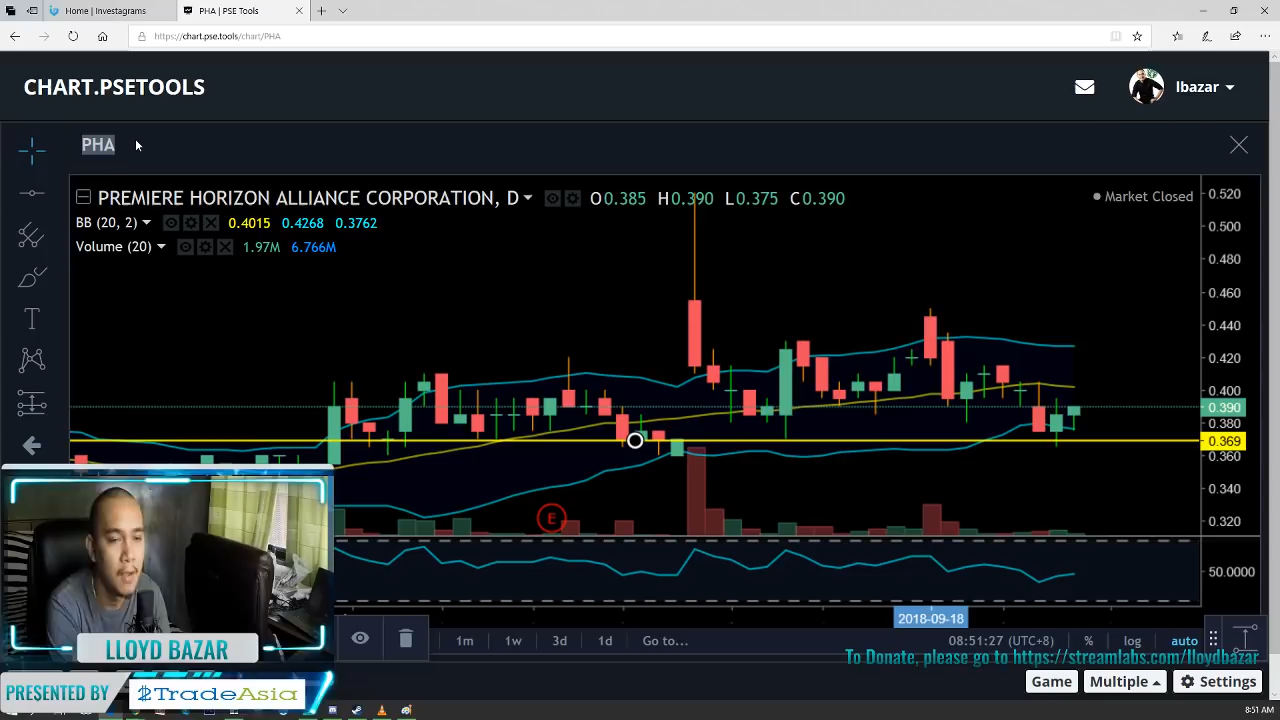 Home | Investagrams
PHA | PSE Tools
https://chart.pse.tools/chart/PHA
CHART.PSETOOLS
lbazar
PHA
PREMIERE HORIZON ALLIANCE CORPORATION, D
O0.385 H0.390 L0.375 C0.390
Market Closed
BB (20, 2) 0.4015 0.4268 0.3762
Volume (20) 1.97M 6.766M
0.520
0.500
0.480
0.460
0.440
0.420
0.400
0.390
0.380
0.369
0.360
0.340
0.320
E
50.0000
2018-09-18
1m 1w 3d 1d Go to...
08:51:27 (UTC+8) % log auto
To Donate, please go to https://streamlabs.com/lloydbazar
LLOYD BAZAR
PRESENTED BY $TradeAsia
Game Multiple Settings
8:51 AM